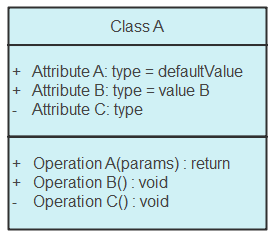 Class A
+ Attribute A: type = defaultValue
+ Attribute B: type = value B
- Attribute C: type
+ Operation A(params) : return
+ Operation B() : void
- Operation C() : void